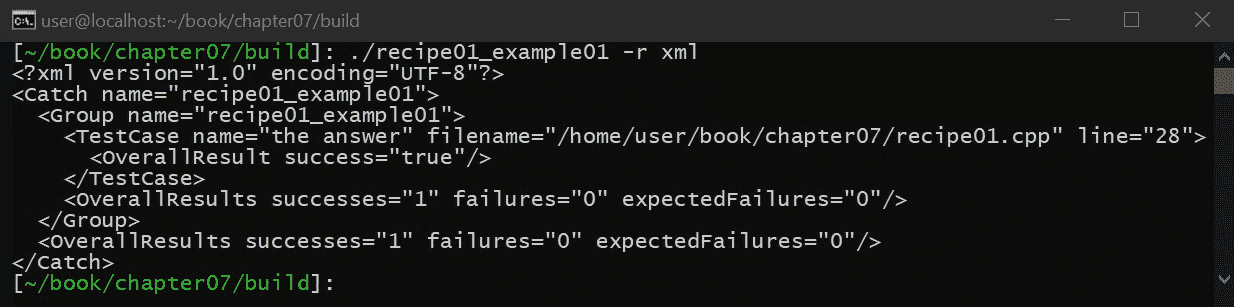 user@localhost:~/book/chapter07/build
[~/book/chapter07/build]: ./recipe01_example01 -r xml
<?xml version="1.0" encoding="UTF-8"?>
<Catch name="recipe01_example01">
  <Group name="recipe01_example01">
    <TestCase name="the answer" filename="/home/user/book/chapter07/recipe01.cpp" line="28">
      <OverallResult success="true"/>
    </TestCase>
    <OverallResults successes="1" failures="0" expectedFailures="0"/>
  </Group>
  <OverallResults successes="1" failures="0" expectedFailures="0"/>
</Catch>
[~/book/chapter07/build]: